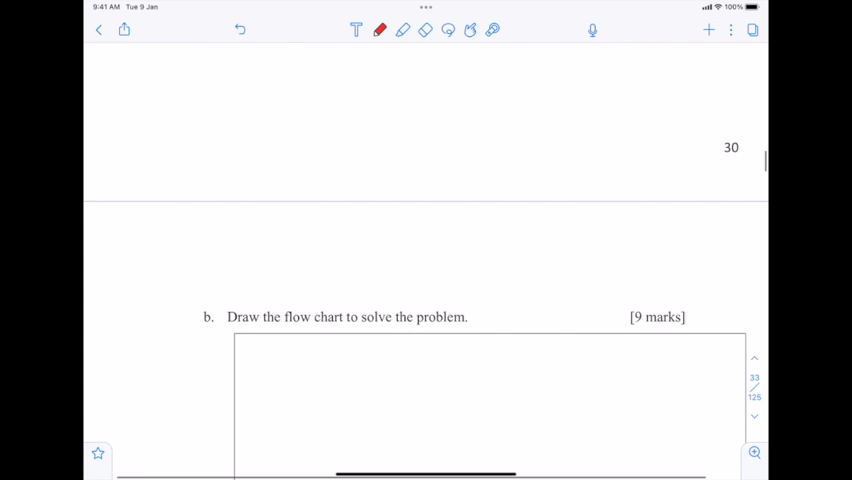 9:41 AM Tue 9 Jan
100%
T
30
b. Draw the flow chart to solve the problem. [9 marks]
33
125